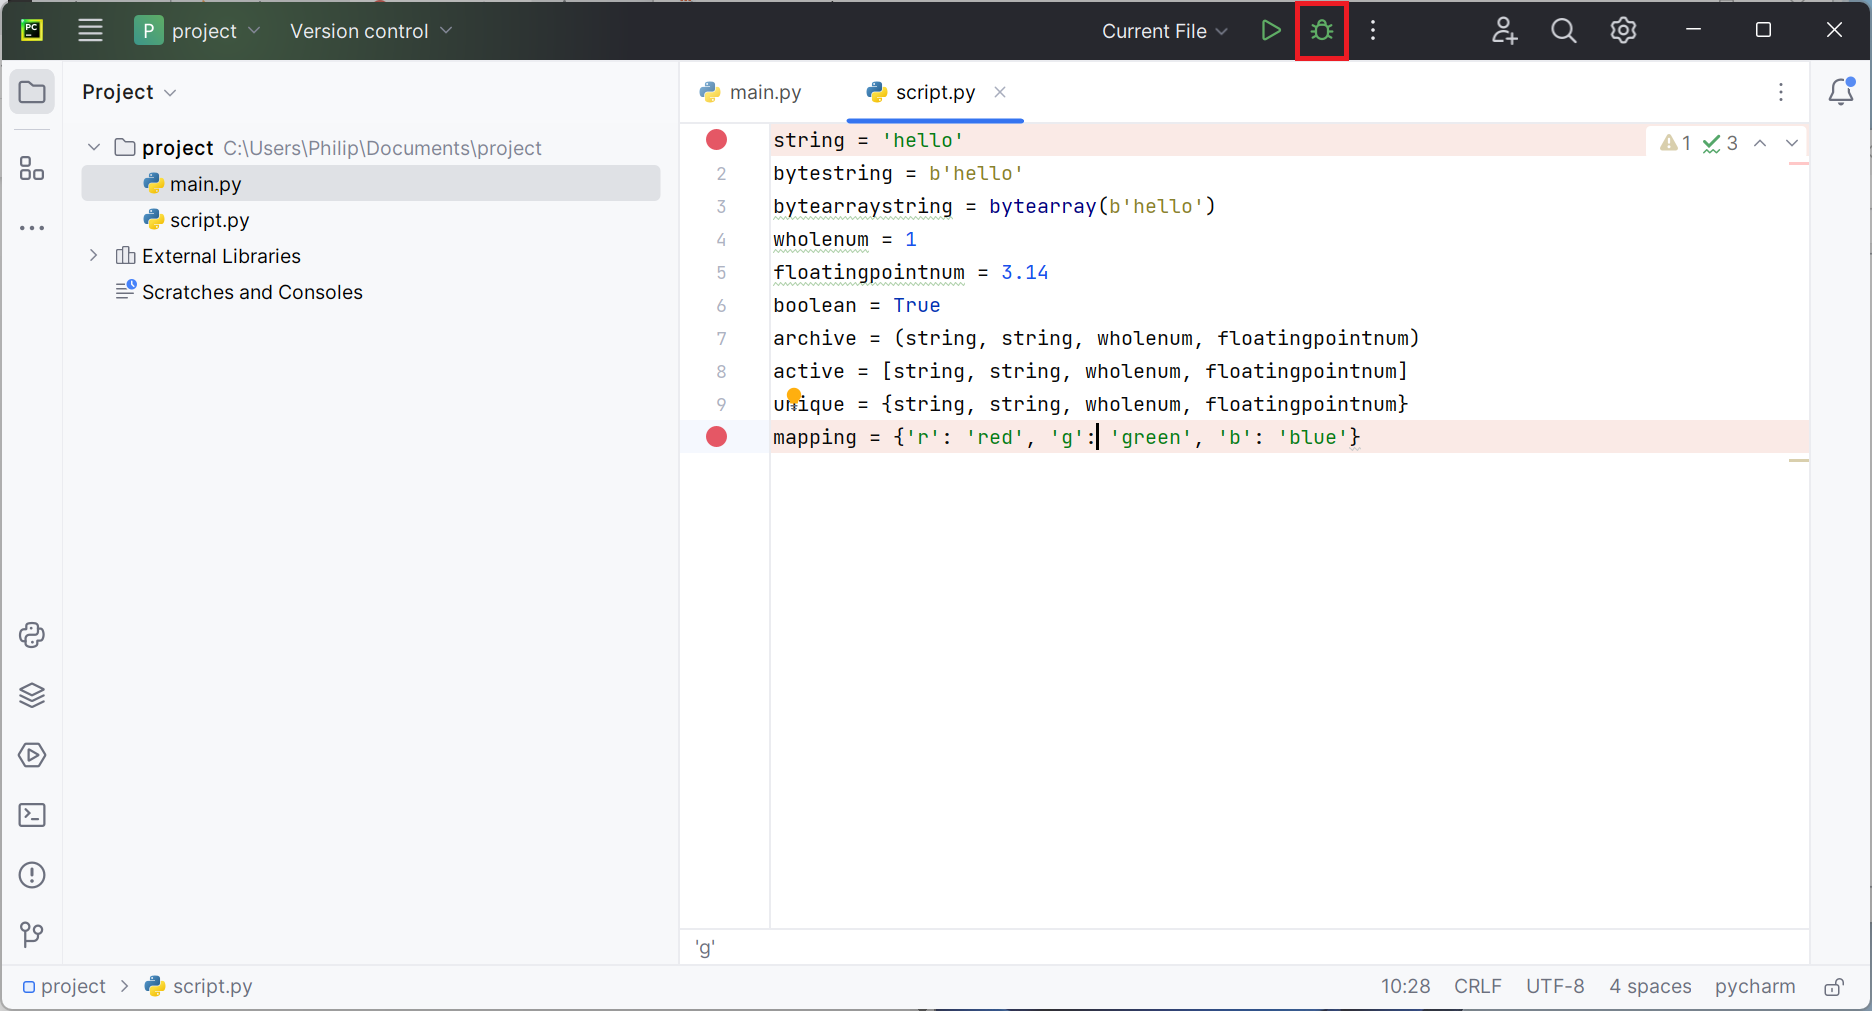 PC
P project Version control Current File
Project
main.py script.py
project C:\Users\Philip\Documents\project
main.py
script.py
External Libraries
Scratches and Consoles
string = 'hello' 1 3
2 bytestring = b'hello'
3 bytearraystring = bytearray(b'hello')
4 wholenum = 1
5 floatingpointnum = 3.14
6 boolean = True
7 archive = (string, string, wholenum, floatingpointnum)
8 active = [string, string, wholenum, floatingpointnum]
9 unique = {string, string, wholenum, floatingpointnum}
mapping = {'r': 'red', 'g': 'green', 'b': 'blue'}
'g'
project > script.py 10:28 CRLF UTF-8 4 spaces pycharm